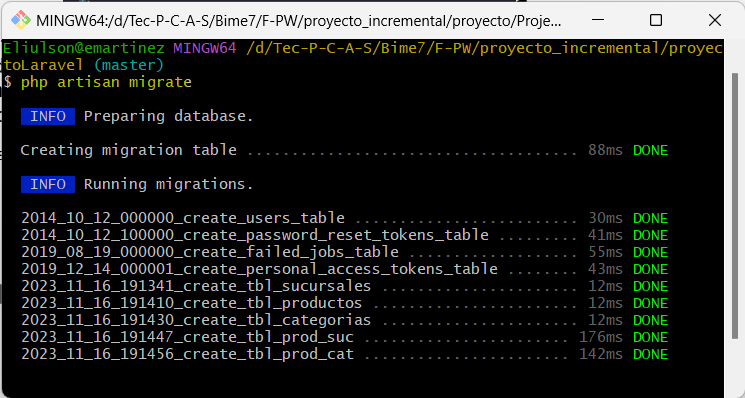 MINGW64:/d/Tec-P-C-A-S/Bime7/F-PW/proyecto_incremental/proyecto/Proje...
Eliulson@emartinez MINGW64 /d/Tec-P-C-A-S/Bime7/F-PW/proyecto_incremental/proyec
toLaravel (master)
$ php artisan migrate
INFO Preparing database.
Creating migration table ..................................... 88ms DONE
INFO Running migrations.
2014_10_12_000000_create_users_table ......................... 30ms DONE
2014_10_12_100000_create_password_reset_tokens_table ......... 41ms DONE
2019_08_19_000000_create_failed_jobs_table ................... 55ms DONE
2019_12_14_000001_create_personal_access_tokens_table ........ 43ms DONE
2023_11_16_191341_create_tbl_sucursales ...................... 12ms DONE
2023_11_16_191410_create_tbl_productos ....................... 12ms DONE
2023_11_16_191430_create_tbl_categorias ...................... 12ms DONE
2023_11_16_191447_create_tbl_prod_suc ....................... 176ms DONE
2023_11_16_191456_create_tbl_prod_cat ....................... 142ms DONE